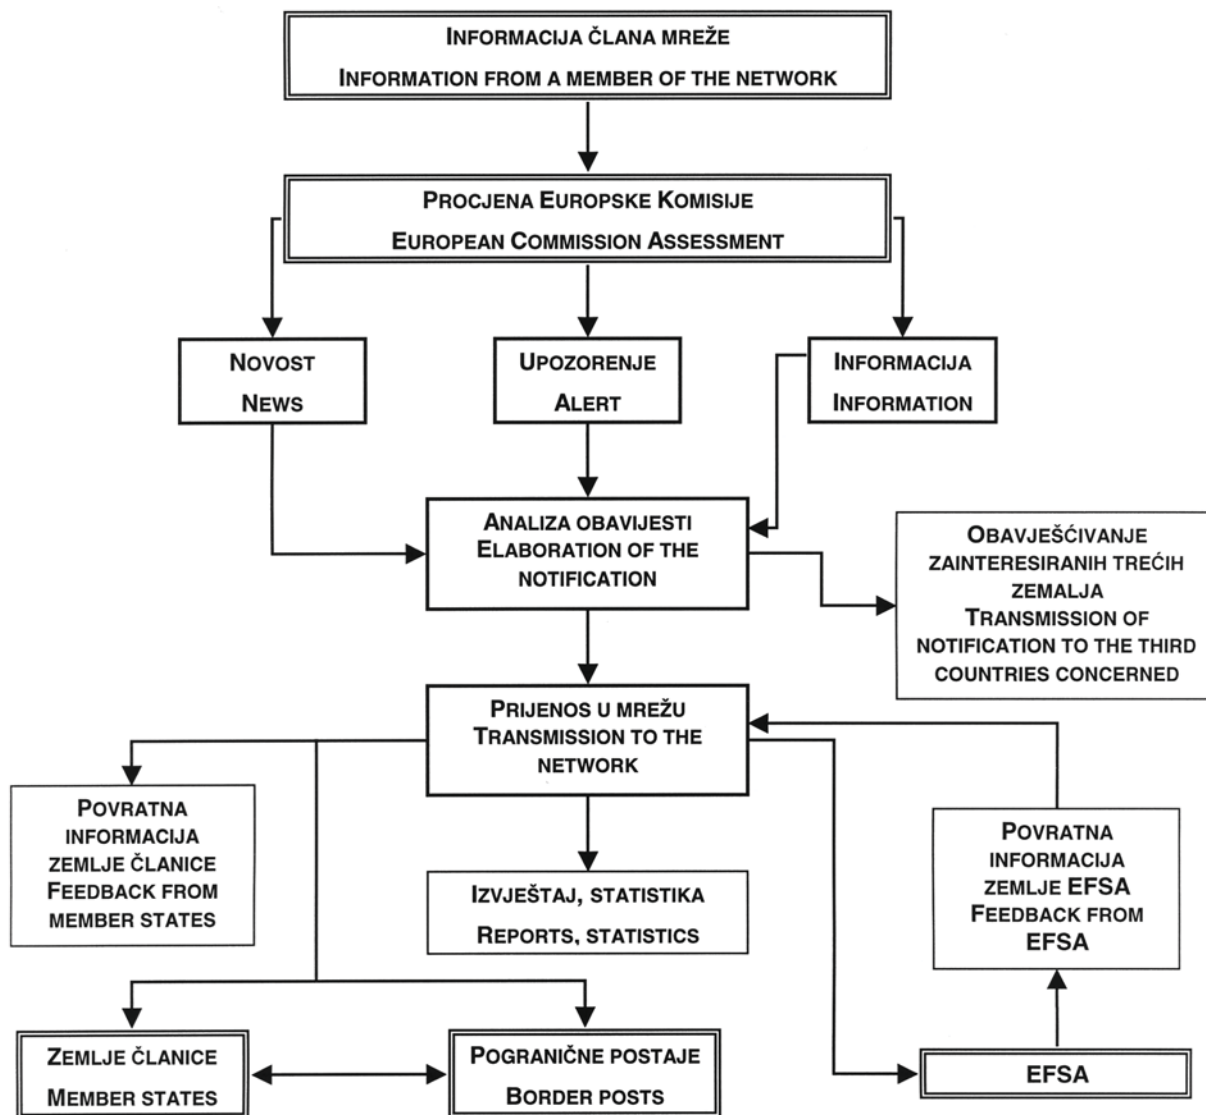 INFORMACIJA ČLANA MREŽE
INFORMATION FROM A MEMBER OF THE NETWORK
PROCJENA EUROPSKE KOMISIJE
EUROPEAN COMMISSION ASSESSMENT
NOVOST
NEWS
UPOZORENJE
ALERT
INFORMACIJA
INFORMATION
ANALIZA OBAVIJESTI
ELABORATION OF THE
NOTIFICATION
OBAVJEŠĆIVANJE
ZAINTERESIRANIH TREĆIH
ZEMALJA
TRANSMISSION OF
NOTIFICATION TO THE THIRD
COUNTRIES CONCERNED
PRIJENOS U MREŽU
TRANSMISSION TO THE
NETWORK
POVRATNA
INFORMACIJA
ZEMLJE ČLANICE
FEEDBACK FROM
MEMBER STATES
IZVJEŠTAJ, STATISTIKA
REPORTS, STATISTICS
POVRATNA
INFORMACIJA
ZEMLJE EFSA
FEEDBACK FROM
EFSA
ZEMLJE ČLANICE
MEMBER STATES
POGRANIČNE POSTAJE
BORDER POSTS
EFSA